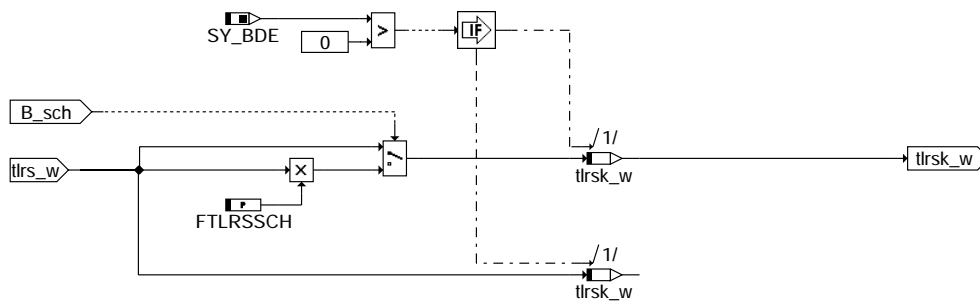 SY_BDE
0
>
IF
B_sch
/1/
tlrs_w
×
tlrsk_w
tlrsk_w
P
FTLRSSCH
/1/
tlrsk_w